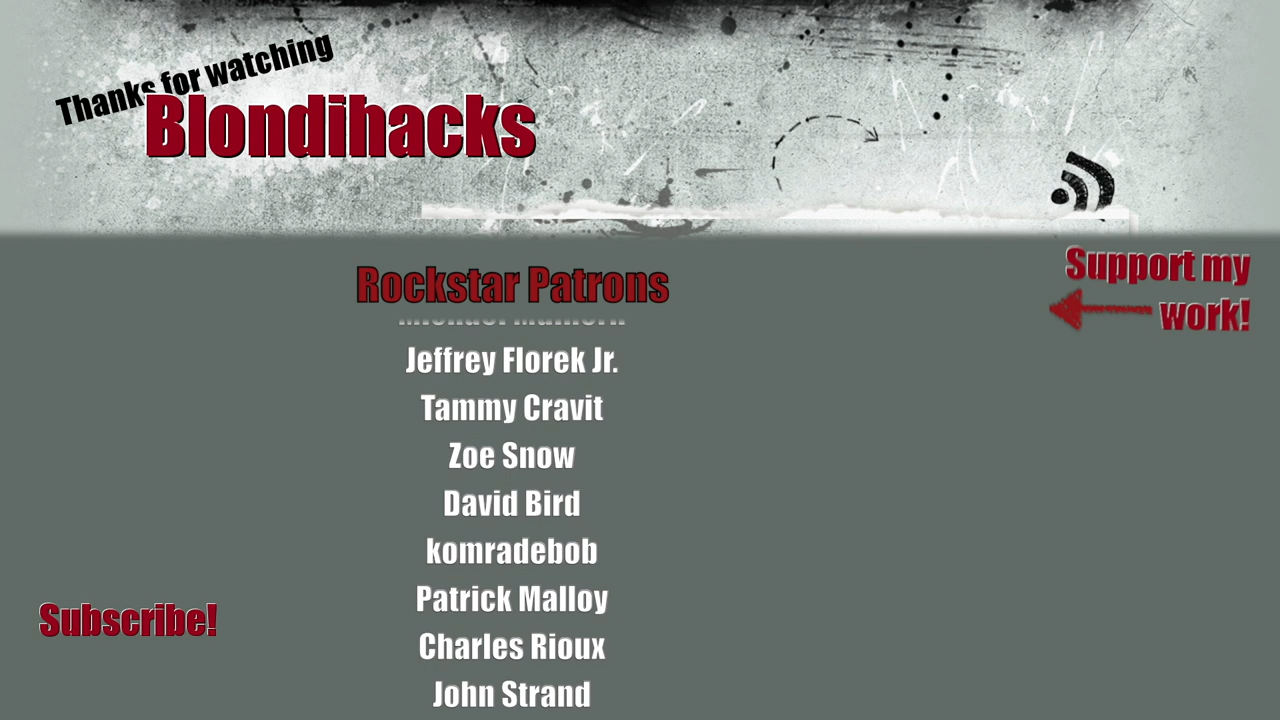 Thanks for watching
Blondihacks
Support my
work!
Rockstar Patrons
Jeffrey Florek Jr.
Tammy Cravit
Zoe Snow
David Bird
komradebob
Patrick Malloy
Charles Rioux
John Strand
Subscribe!